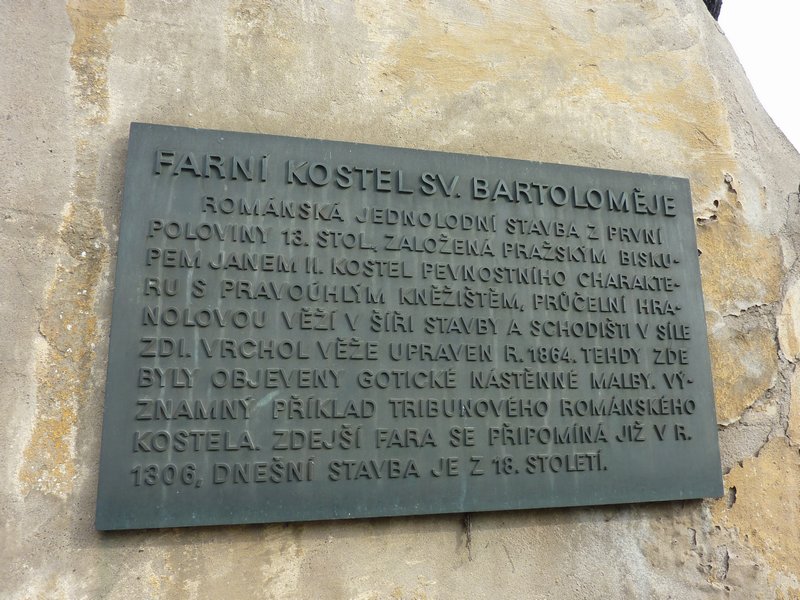 FARNÍ KOSTEL SV. BARTOLOMĚJE
ROMÁNSKÁ JEDNOLODNÍ STAVBA Z PRVNÍ
POLOVINY 13. STOL. ZALOŽENÁ PRAŽSKÝM BISKU-
PEM JANEM II. KOSTEL PEVNOSTNÍHO CHARAKTE-
RU S PRAVOÚHLÝM KNĚŽIŠTĚM, PRŮČELNÍ HRA-
NOLOVOU VĚŽÍ V ŠÍŘI STAVBY A SCHODIŠTI V SÍLE
ZDI. VRCHOL VĚŽE UPRAVEN R. 1864. TEHDY ZDE
BYLY OBJEVENY GOTICKÉ NÁSTĚNNÉ MALBY. VÝ-
ZNAMNÝ PŘÍKLAD TRIBUNOVÉHO ROMÁNSKÉHO
KOSTELA. ZDEJŠÍ FARA SE PŘIPOMÍNÁ JIŽ V R.
1306, DNEŠNÍ STAVBA JE Z 18. STOLETÍ.